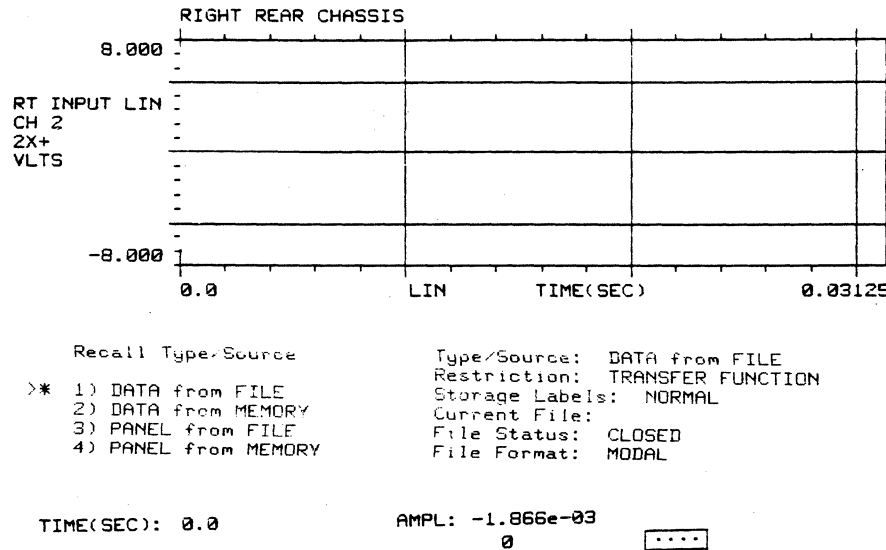 RIGHT REAR CHASSIS
8.000
RT INPUT LIN
CH 2
2X+
VLTS
-8.000
0.0 LIN TIME(SEC) 0.03125
Recall Type/Source
>* 1) DATA from FILE
2) DATA from MEMORY
3) PANEL from FILE
4) PANEL from MEMORY
Type/Source: DATA from FILE
Restriction: TRANSFER FUNCTION
Storage Labels: NORMAL
Current File:
File Status: CLOSED
File Format: MODAL
TIME(SEC): 0.0 AMPL: -1.866e-03
0
....